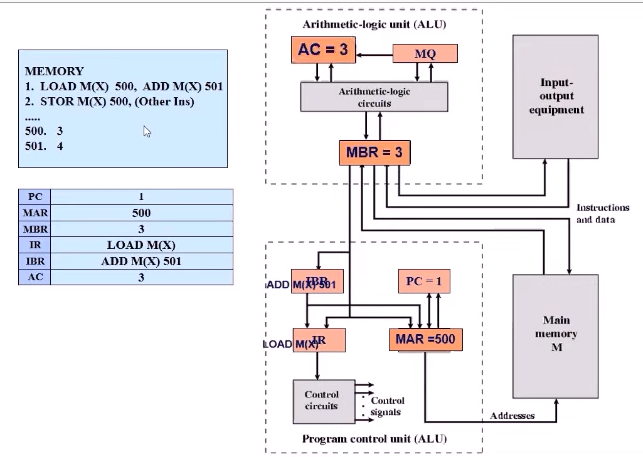 MEMORY
1. LOAD M(X) 500, ADD M(X) 501
2. STOR M(X) 500, (Other Ins)
.....
500. 3
501. 4
PC 1
MAR 500
MBR 3
IR LOAD M(X)
IBR ADD M(X) 501
AC 3
Arithmetic-logic unit (ALU)
AC = 3
MQ
Arithmetic-logic
circuits
MBR = 3
Input-
output
equipment
Instructions
and data
IBR
ADD M(X) 501
PC = 1
IR
LOAD M(X)
MAR =500
Main
memory
M
Control
circuits
Control
signals
Addresses
Program control unit (ALU)